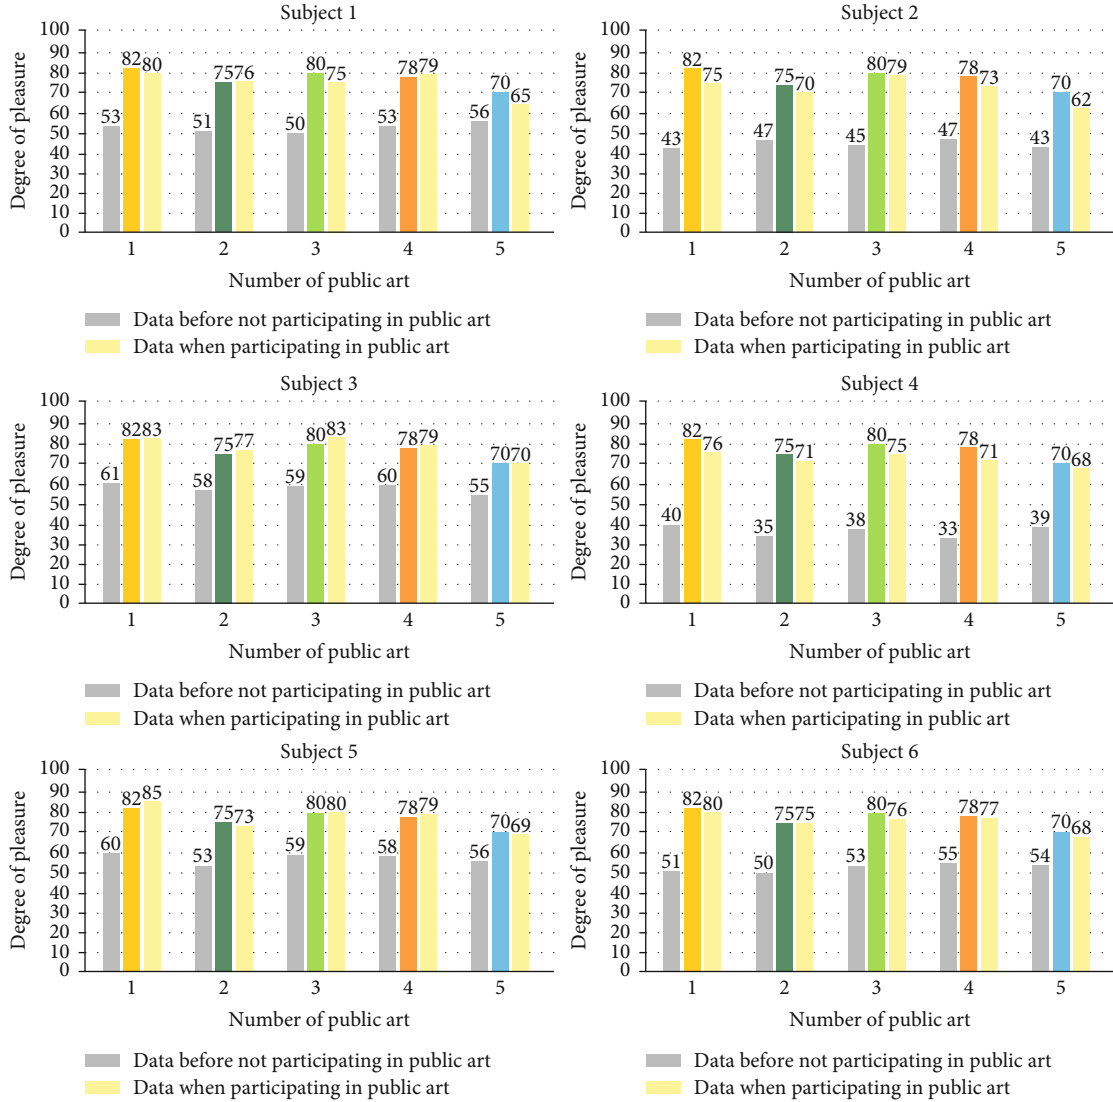 Subject 1
Degree of pleasure
100
90
80
70
60
50
40
30
20
10
0
53 82 80
51 75 76
50 80 75
53 78 79
56 70 65
1 2 3 4 5
Number of public art
Data before not participating in public art
Data when participating in public art
Subject 2
Degree of pleasure
100
90
80
70
60
50
40
30
20
10
0
43 82 75
47 75 70
45 80 79
47 78 73
43 70 62
1 2 3 4 5
Number of public art
Data before not participating in public art
Data when participating in public art
Subject 3
Degree of pleasure
100
90
80
70
60
50
40
30
20
10
0
61 82 83
58 75 77
59 80 83
60 78 79
55 70 70
1 2 3 4 5
Number of public art
Data before not participating in public art
Data when participating in public art
Subject 4
Degree of pleasure
100
90
80
70
60
50
40
30
20
10
0
40 82 76
35 75 71
38 80 75
33 78 71
39 70 68
1 2 3 4 5
Number of public art
Data before not participating in public art
Data when participating in public art
Subject 5
Degree of pleasure
100
90
80
70
60
50
40
30
20
10
0
60 82 85
53 75 73
59 80 80
58 78 79
56 70 69
1 2 3 4 5
Number of public art
Data before not participating in public art
Data when participating in public art
Subject 6
Degree of pleasure
100
90
80
70
60
50
40
30
20
10
0
51 82 80
50 75 75
53 80 76
55 78 77
54 70 68
1 2 3 4 5
Number of public art
Data before not participating in public art
Data when participating in public art